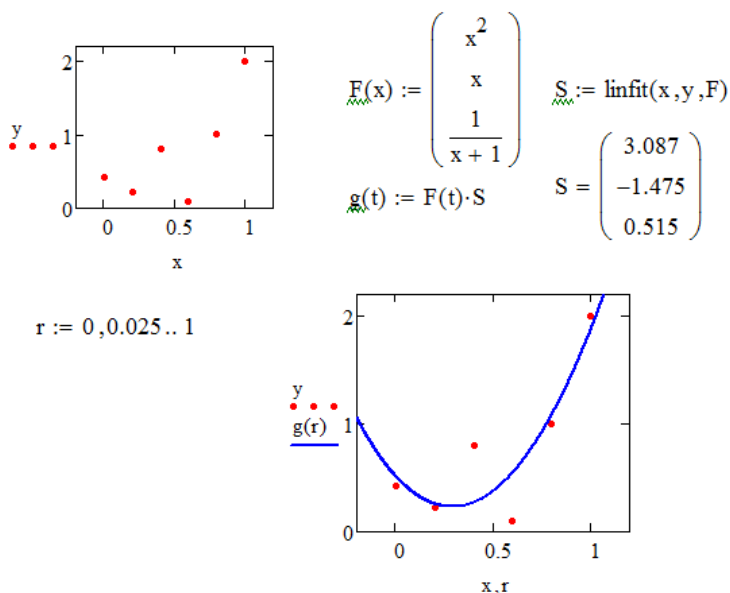 2
1
0
y
0 0.5 1
x
F(x) := ( x² x 1/(x + 1) )
S := linfit(x,y,F)
g(t) := F(t)·S
S = ( 3.087 −1.475 0.515 )
r := 0,0.025.. 1
2
1
0
y
g(r)
0 0.5 1
x,r